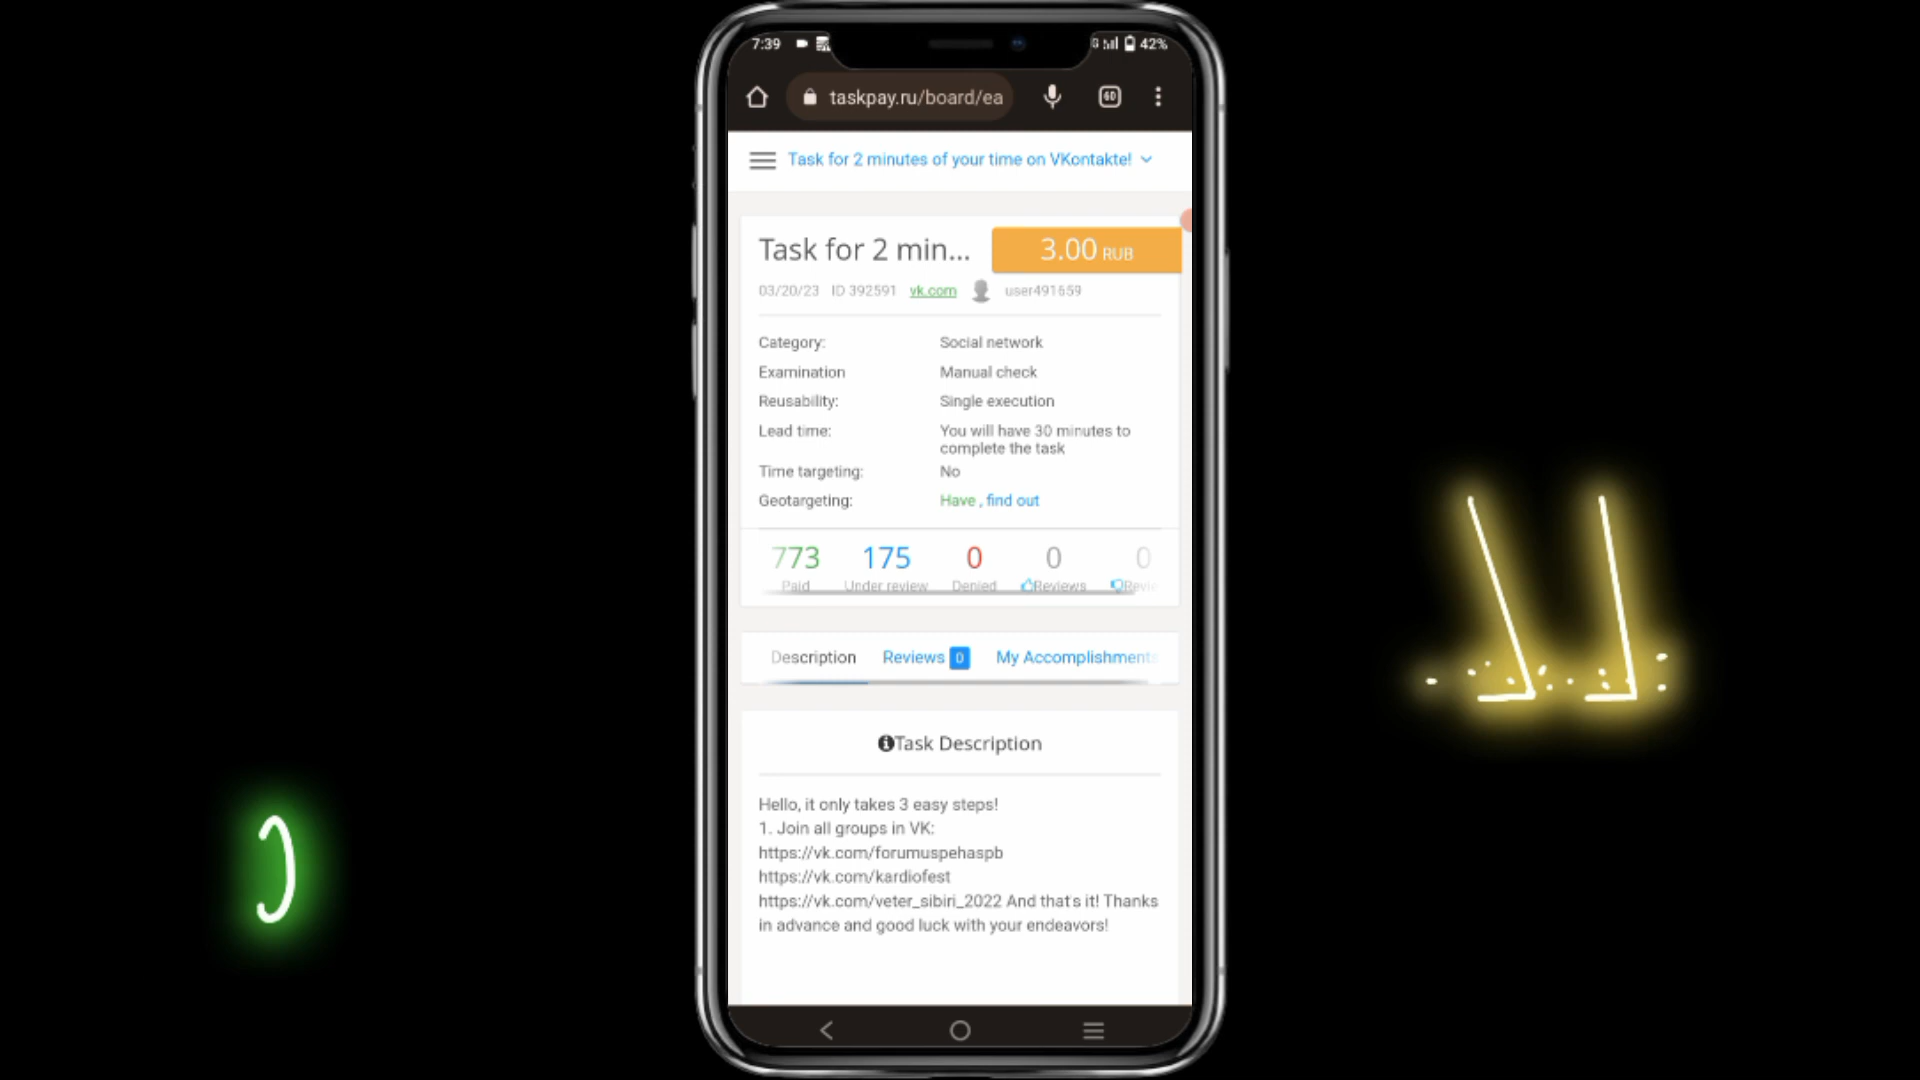 7:39
42%
taskpay.ru/board/ea
60
Task for 2 minutes of your time on VKontakte!
Task for 2 min...
3.00 RUB
03/20/23 ID 392591 vk.com user491659
Category: Social network
Examination Manual check
Reusability: Single execution
Lead time: You will have 30 minutes to
complete the task
Time targeting: No
Geotargeting: Have , find out
773 175 0 0 0
Paid Under review Denied Reviews Revi
Description Reviews 0 My Accomplishments
Task Description
Hello, it only takes 3 easy steps!
1. Join all groups in VK:
https://vk.com/forumuspehaspb
https://vk.com/kardiofest
https://vk.com/veter_sibiri_2022 And that's it! Thanks
in advance and good luck with your endeavors!